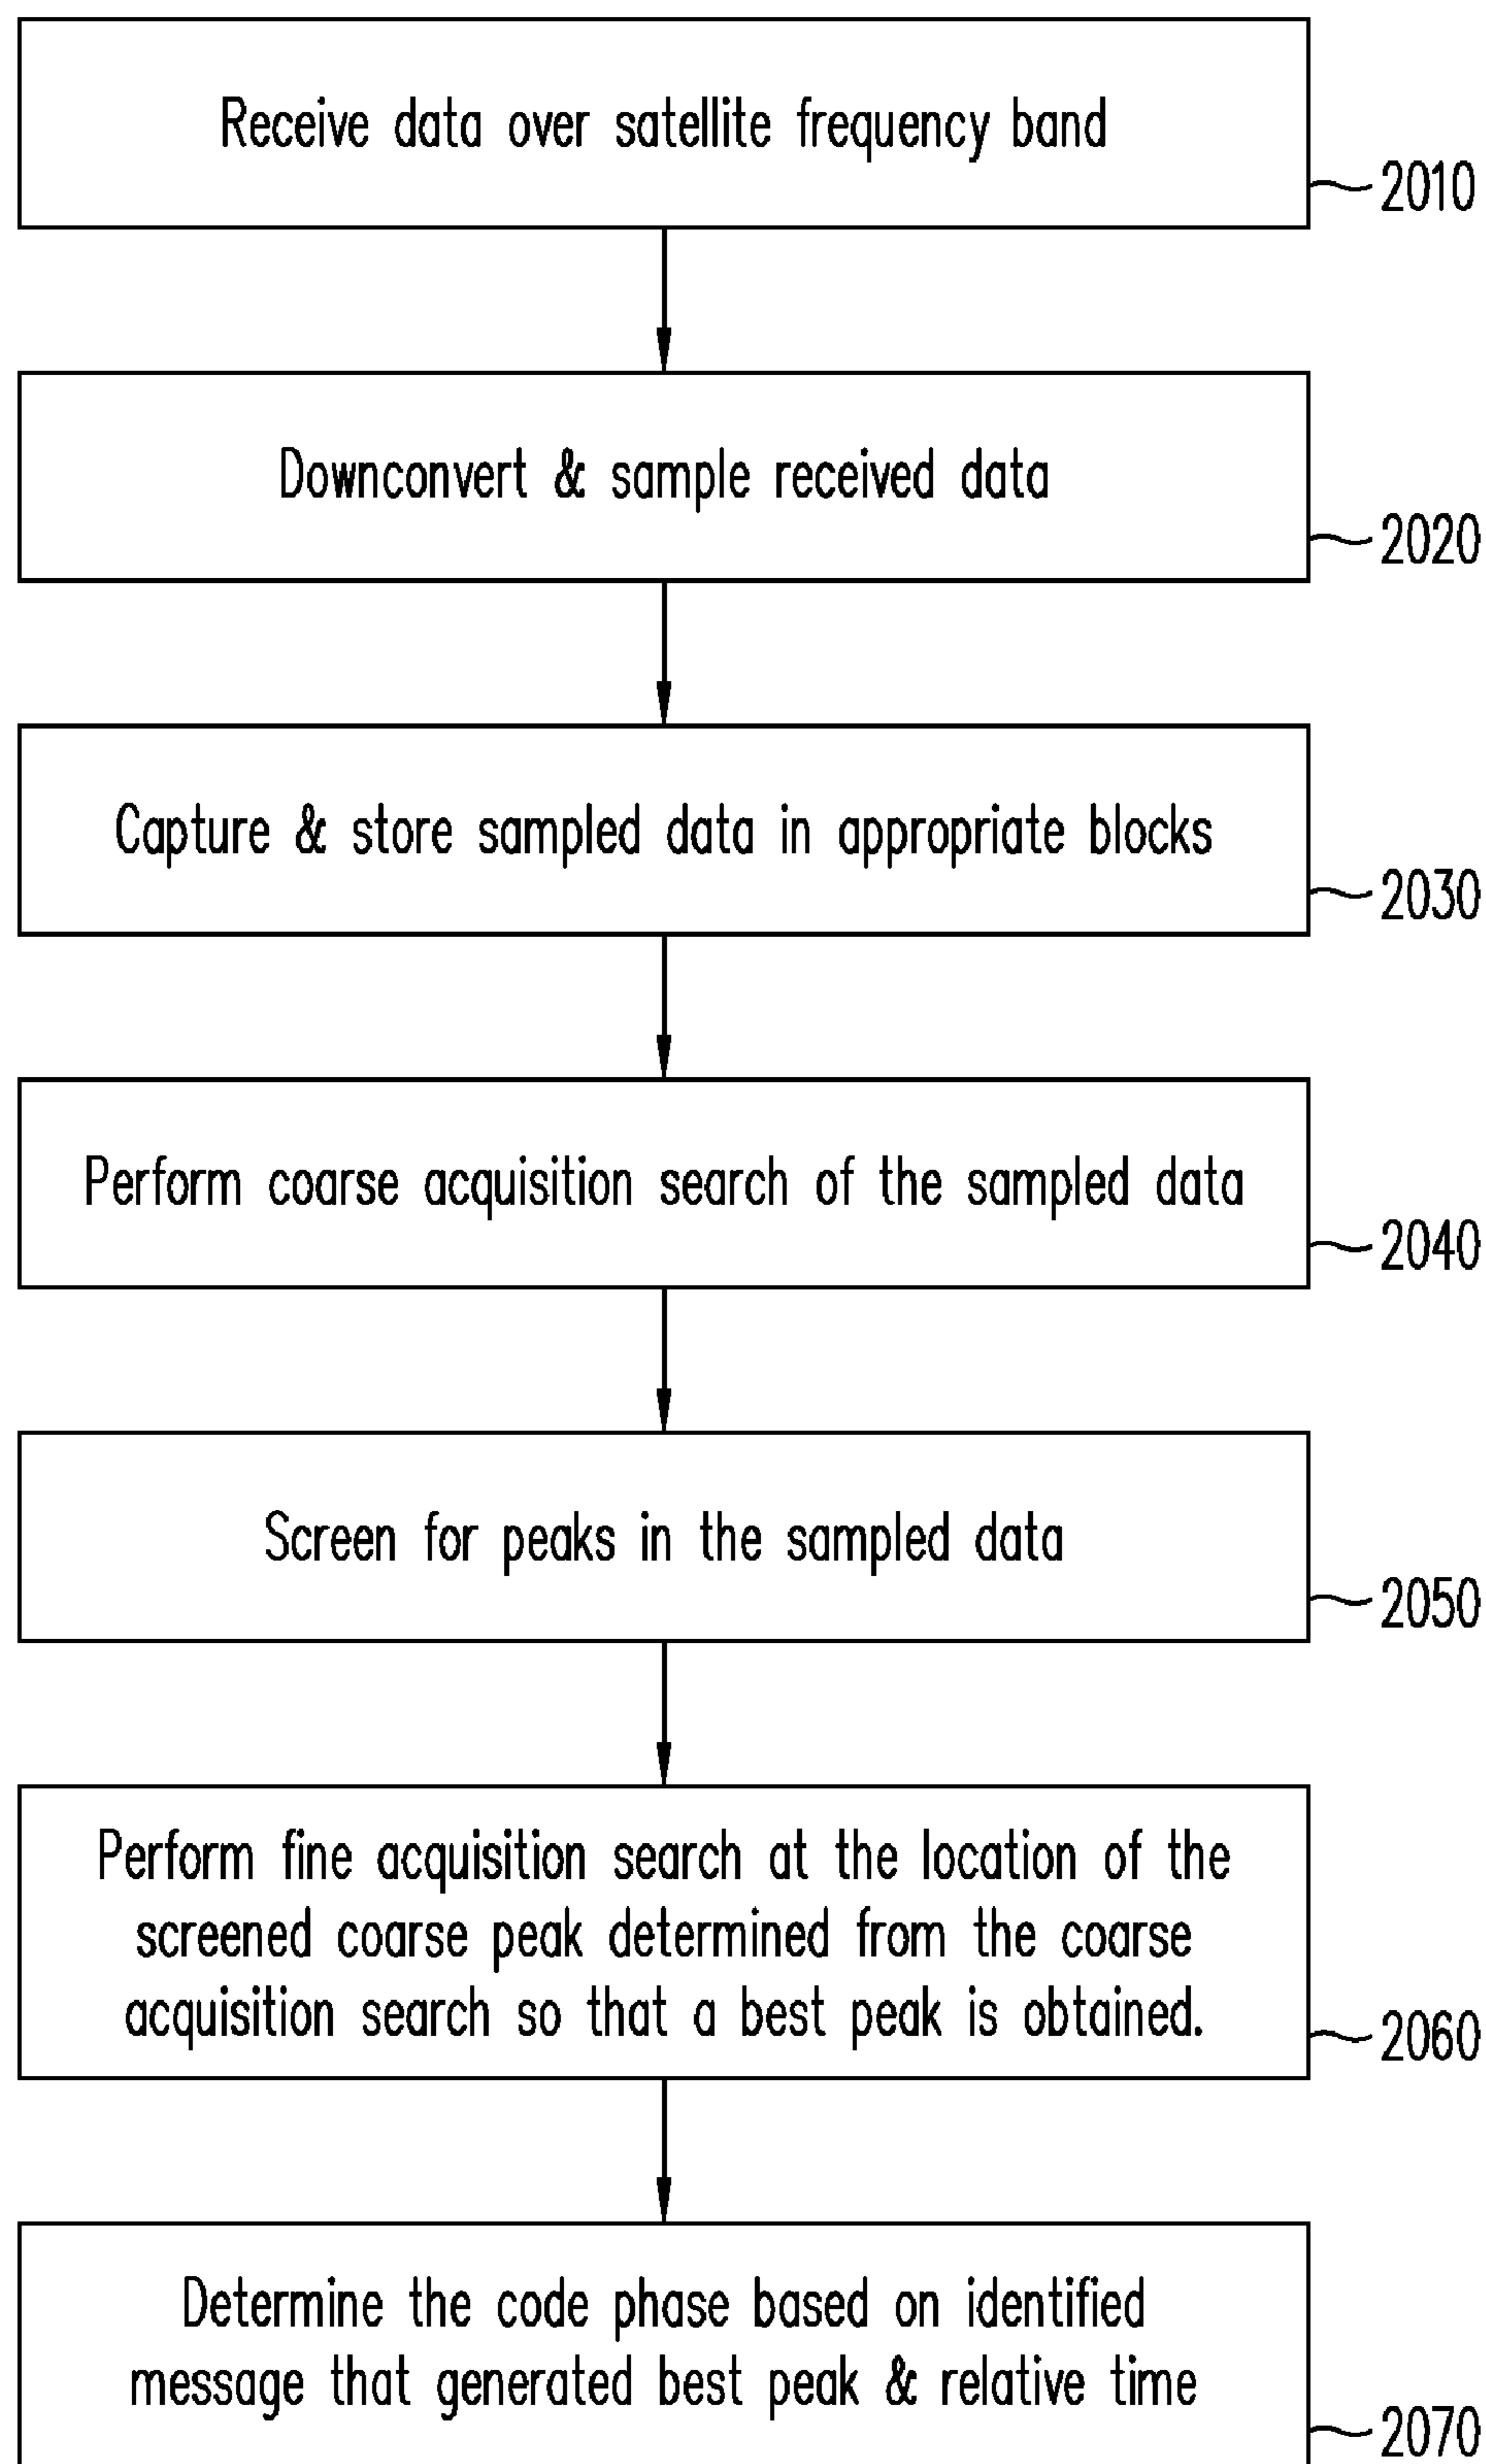 Receive data over satellite frequency band
2010
Downconvert & sample received data
2020
Capture & store sampled data in appropriate blocks
2030
Perform coarse acquisition search of the sampled data
2040
Screen for peaks in the sampled data
2050
Perform fine acquisition search at the location of the
screened coarse peak determined from the coarse
acquisition search so that a best peak is obtained.
2060
Determine the code phase based on identified
message that generated best peak & relative time
2070